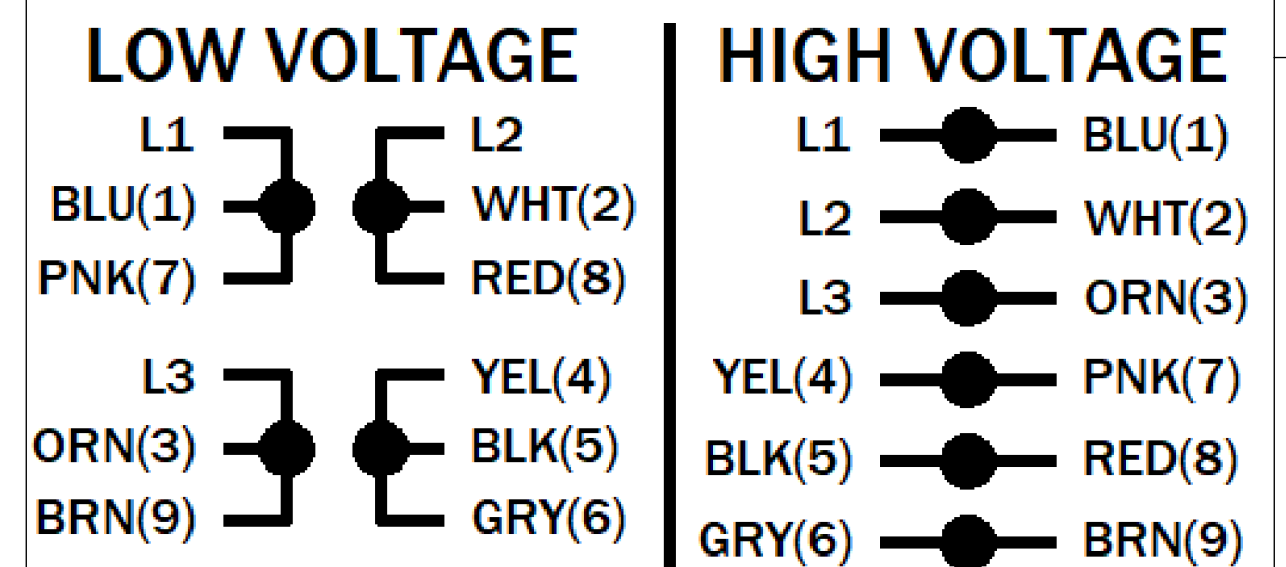 LOW VOLTAGE
L1 L2
BLU(1) WHT(2)
PNK(7) RED(8)
L3 YEL(4)
ORN(3) BLK(5)
BRN(9) GRY(6)
HIGH VOLTAGE
L1 BLU(1)
L2 WHT(2)
L3 ORN(3)
YEL(4) PNK(7)
BLK(5) RED(8)
GRY(6) BRN(9)